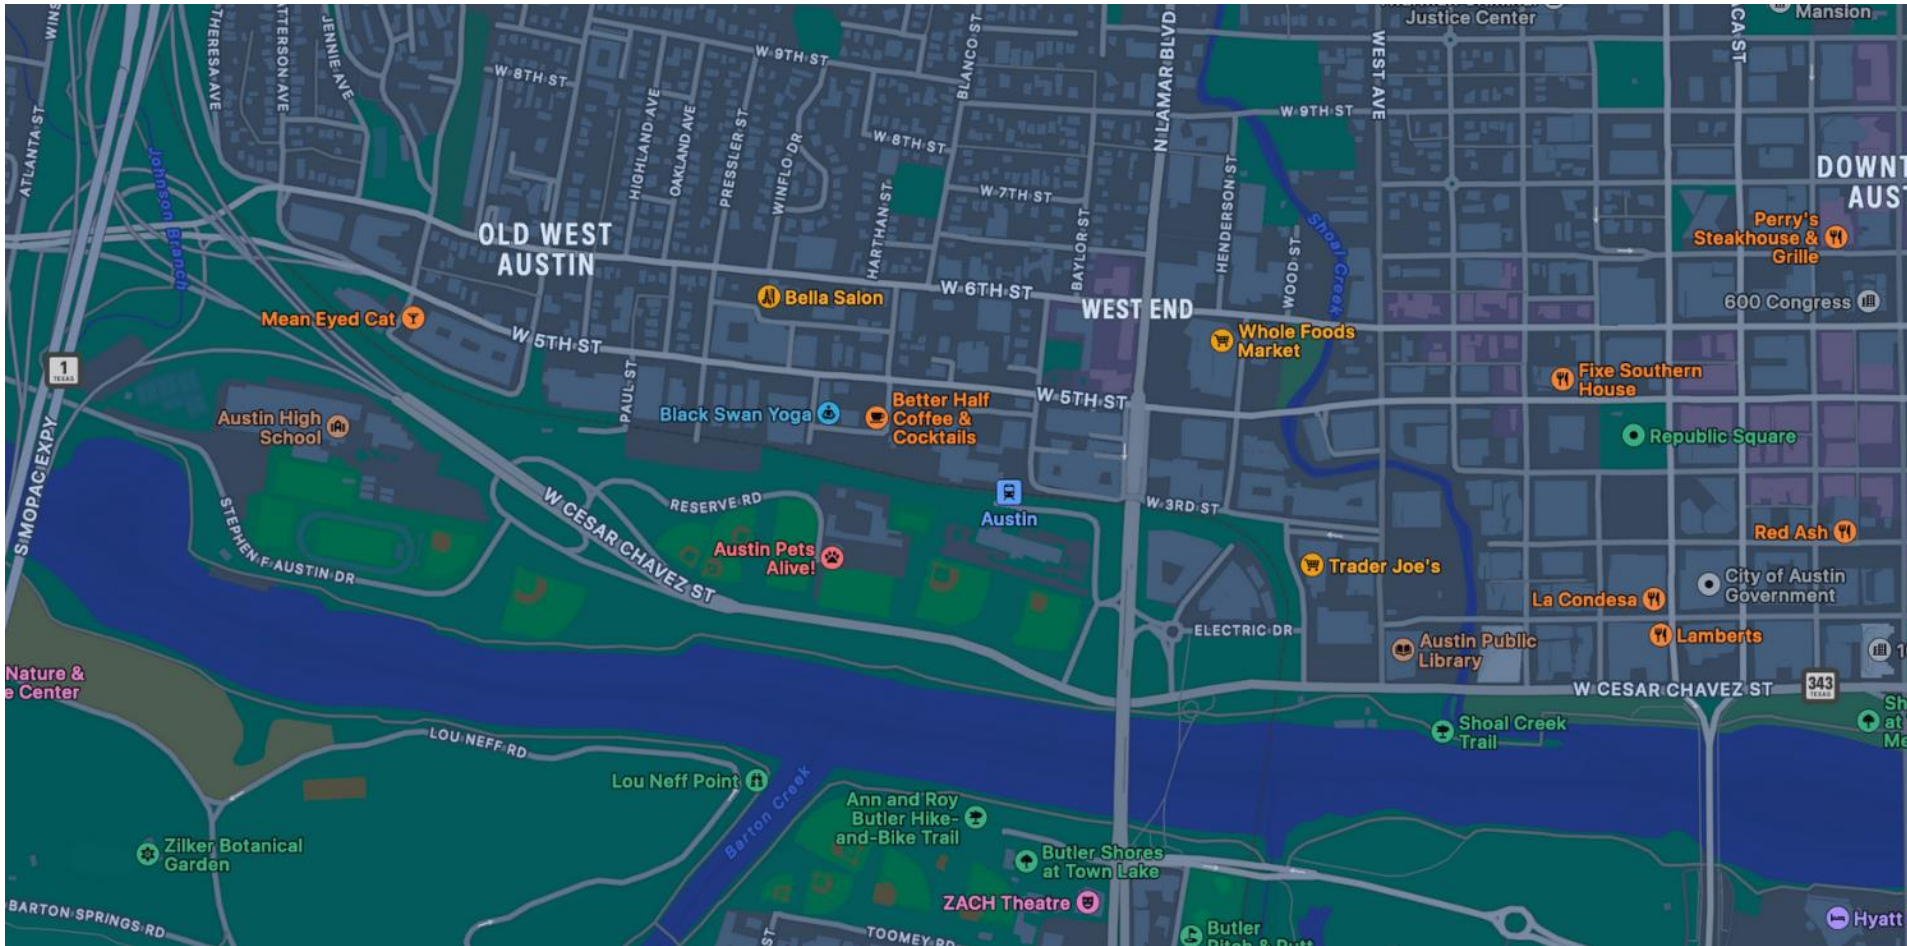 Justice Center
Mansion
THERESA AVE
JENNIE AVE
ATLANTA ST
W 9TH ST
W 8TH ST
BLANCO ST
N LAMAR BLVD
WEST AVE
W 9TH ST
HIGHLAND AVE
OAKLAND AVE
PRESSLER ST
WINFLO DR
W 8TH ST
HARTHAN ST
W 7TH ST
BAYLOR ST
HENDERSON ST
WOOD ST
Shoal Creek
Johnson Branch
OLD WEST
AUSTIN
DOWNT
AUST
Perry's
Steakhouse &
Grille
Bella Salon
W 6TH ST
WEST END
600 Congress
Mean Eyed Cat
W 5TH ST
Whole Foods
Market
1
TEXAS
PAUL ST
Fixe Southern
House
W 5TH ST
Austin High
School
Black Swan Yoga
Better Half
Coffee &
Cocktails
Republic Square
S MOPAC EXPY
STEPHEN F AUSTIN DR
W CESAR CHAVEZ ST
RESERVE RD
Austin
W 3RD ST
Red Ash
Austin Pets
Alive!
Trader Joe's
City of Austin
Government
La Condesa
Lamberts
ELECTRIC DR
Austin Public
Library
Nature &
e Center
W CESAR CHAVEZ ST
343
TEXAS
Shoal Creek
Trail
Sh
at
Me
LOU NEFF RD
Lou Neff Point
Barton Creek
Ann and Roy
Butler Hike-
and-Bike Trail
Zilker Botanical
Garden
Butler Shores
at Town Lake
ZACH Theatre
BARTON SPRINGS RD
TOOMEY RD
ST
Butler
Hyatt